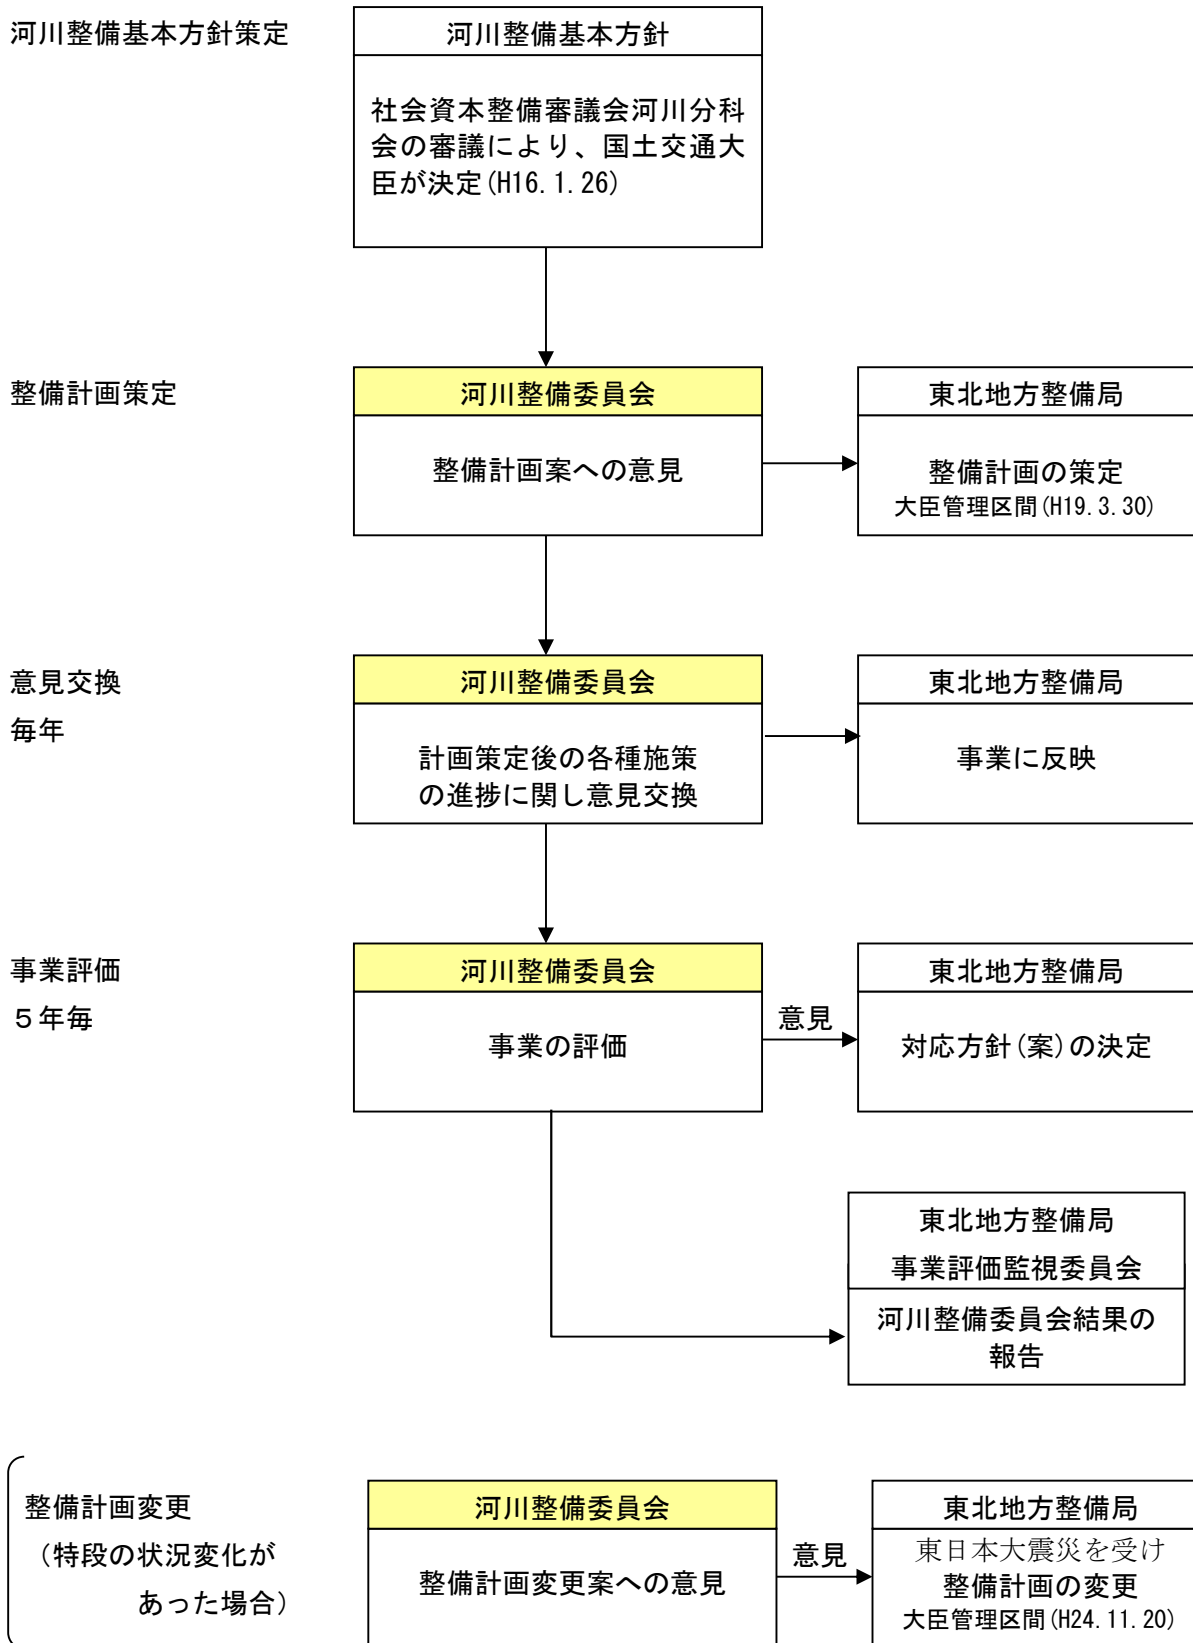 河川整備基本方針策定
河川整備基本方針
社会資本整備審議会河川分科
会の審議により、国土交通大
臣が決定(H16.1.26)
整備計画策定
河川整備委員会
整備計画案への意見
東北地方整備局
整備計画の策定
大臣管理区間(H19.3.30)
意見交換
毎年
河川整備委員会
計画策定後の各種施策
の進捗に関し意見交換
東北地方整備局
事業に反映
事業評価
5年毎
河川整備委員会
事業の評価
意見
東北地方整備局
対応方針(案)の決定
東北地方整備局
事業評価監視委員会
河川整備委員会結果の
報告
整備計画変更
(特段の状況変化が
あった場合)
河川整備委員会
整備計画変更案への意見
意見
東北地方整備局
東日本大震災を受け
整備計画の変更
大臣管理区間(H24.11.20)